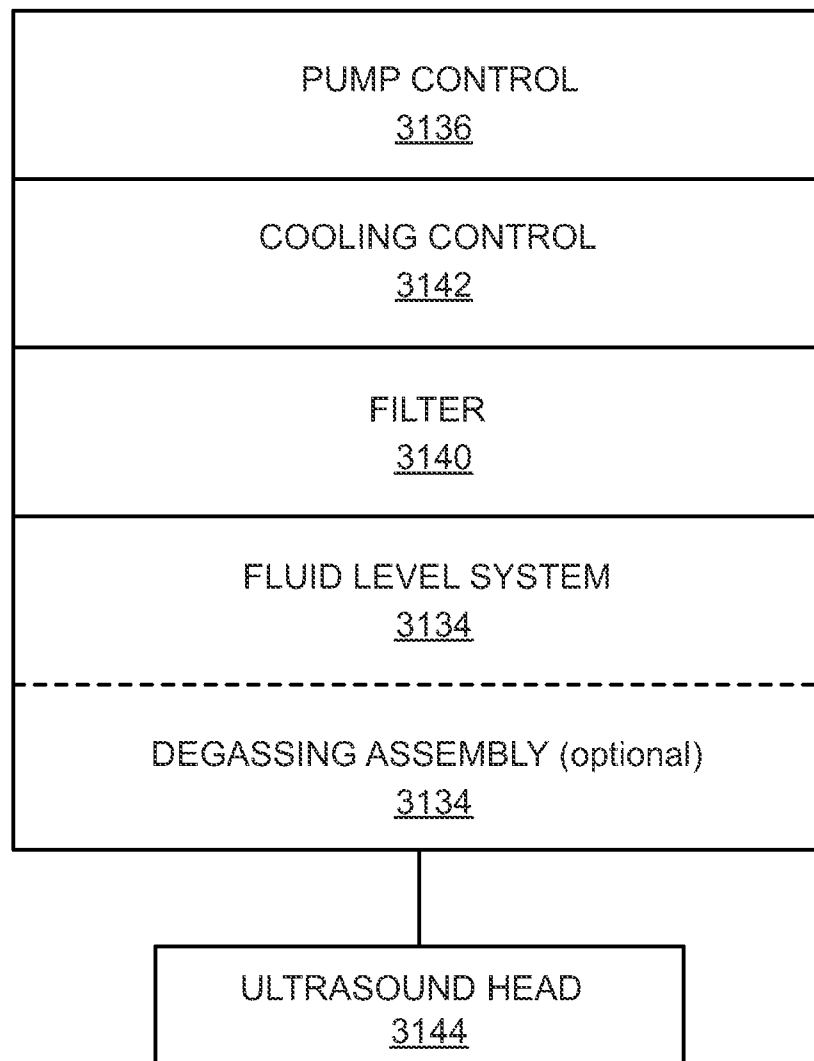 PUMP CONTROL
3136
COOLING CONTROL
3142
FILTER
3140
FLUID LEVEL SYSTEM
3134
DEGASSING ASSEMBLY (optional)
3134
ULTRASOUND HEAD
3144